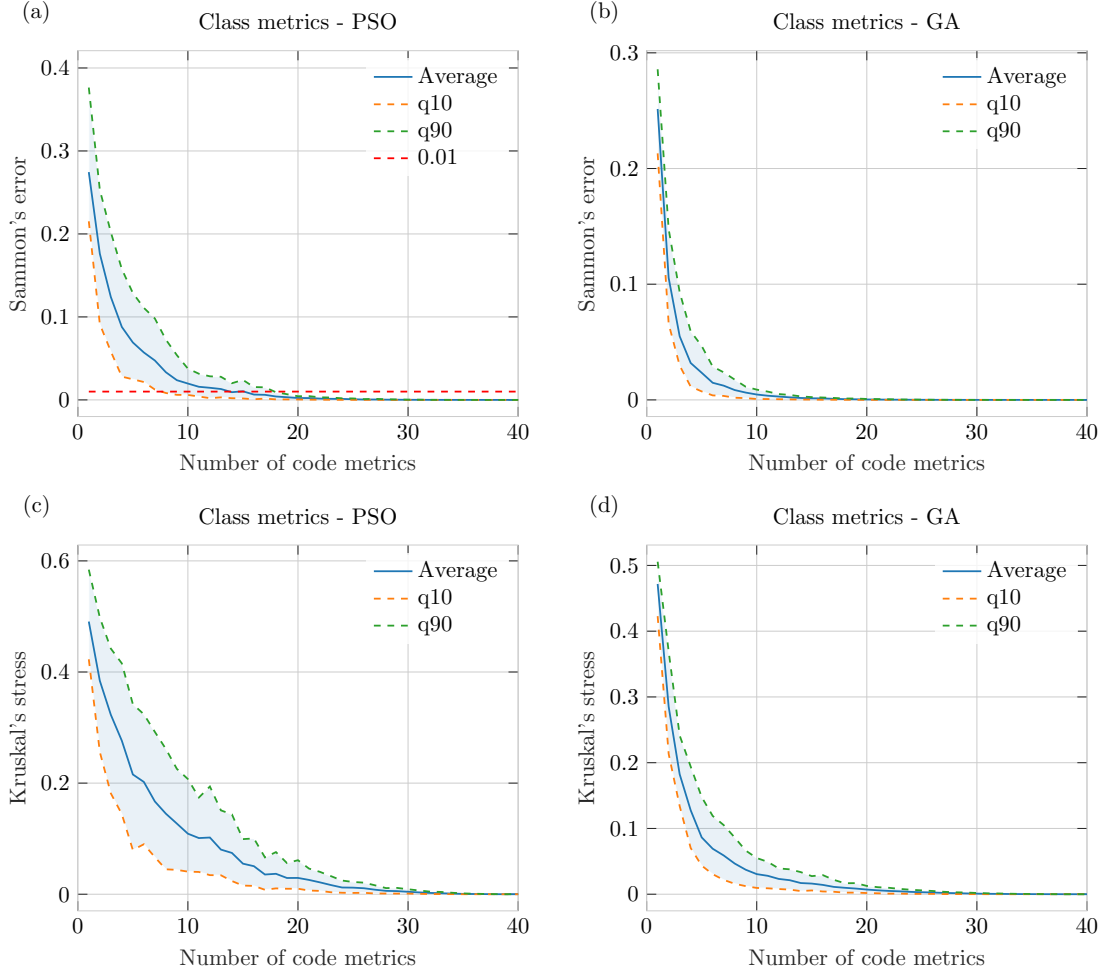 (a)
Class metrics - PSO
0.4
0.3
0.2
0.1
0
Sammon's error
Average
q10
q90
0.01
0
10
20
30
40
Number of code metrics
(b)
Class metrics - GA
0.3
0.2
0.1
0
Sammon's error
Average
q10
q90
0
10
20
30
40
Number of code metrics
(c)
Class metrics - PSO
0.6
0.4
0.2
0
Kruskal's stress
Average
q10
q90
0
10
20
30
40
Number of code metrics
(d)
Class metrics - GA
0.5
0.4
0.3
0.2
0.1
0
Kruskal's stress
Average
q10
q90
0
10
20
30
40
Number of code metrics